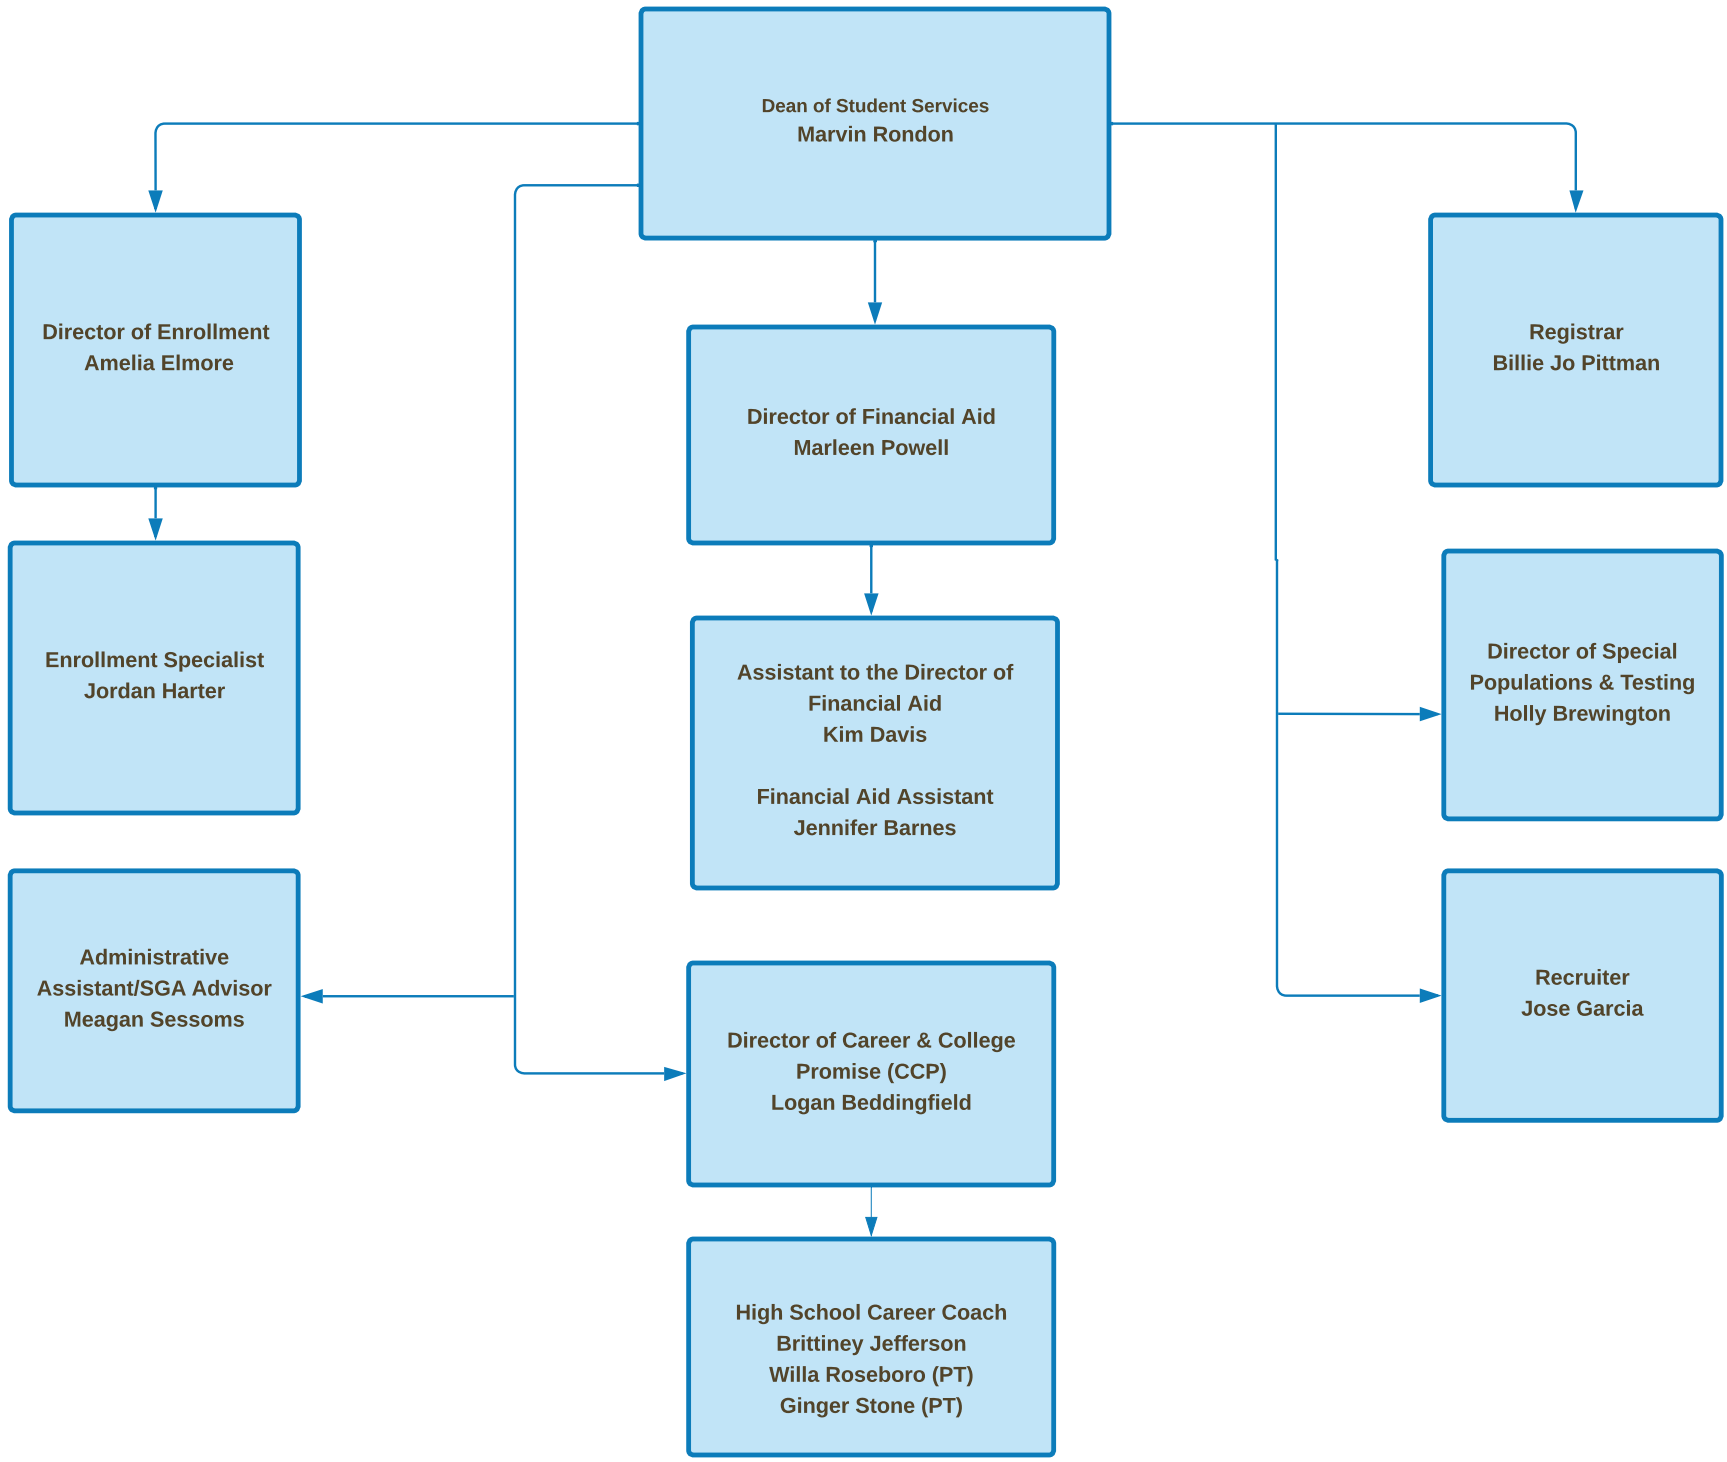 Dean of Student Services
Marvin Rondon
Director of Enrollment
Amelia Elmore
Registrar
Billie Jo Pittman
Director of Financial Aid
Marleen Powell
Enrollment Specialist
Jordan Harter
Assistant to the Director of
Financial Aid
Kim Davis
Financial Aid Assistant
Jennifer Barnes
Director of Special
Populations & Testing
Holly Brewington
Administrative
Assistant/SGA Advisor
Meagan Sessoms
Recruiter
Jose Garcia
Director of Career & College
Promise (CCP)
Logan Beddingfield
High School Career Coach
Brittiney Jefferson
Willa Roseboro (PT)
Ginger Stone (PT)